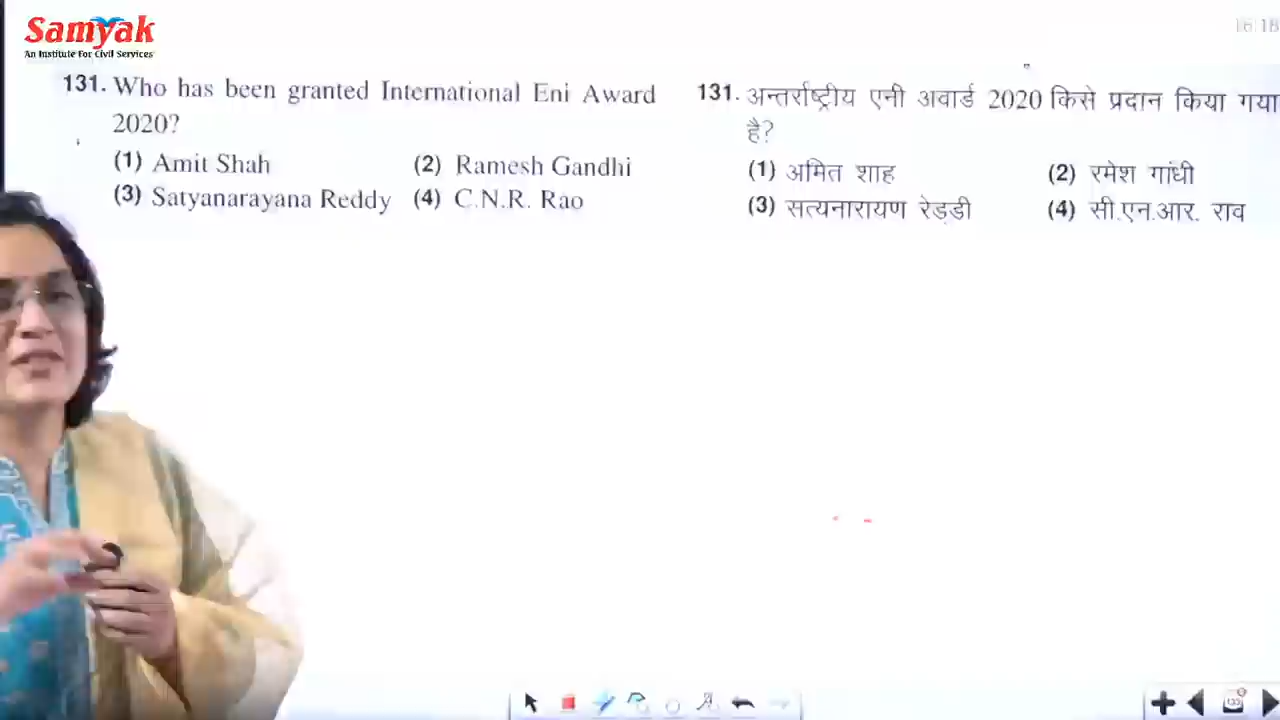 Samyak
An Institute For Civil Services
16 18
131. Who has been granted International Eni Award
2020?
(1) Amit Shah (2) Ramesh Gandhi
(3) Satyanarayana Reddy (4) C.N.R. Rao
131. अन्तर्राष्ट्रीय एनी अवार्ड 2020 किसे प्रदान किया गया
है?
(1) अमित शाह (2) रमेश गांधी
(3) सत्यनारायण रेड्डी (4) सी.एन.आर. राव